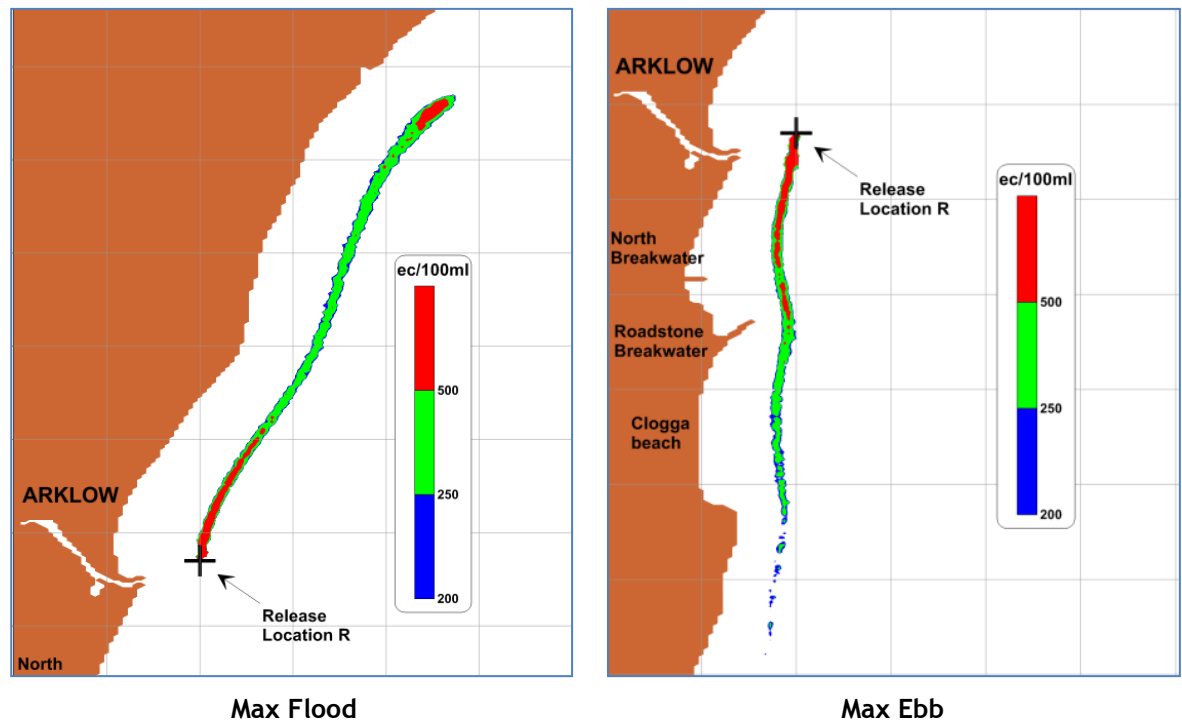 ec/100ml
500
250
200
ARKLOW
Release
Location R
North
Max Flood
ARKLOW
Release
Location R
ec/100ml
500
250
200
North
Breakwater
Roadstone
Breakwater
Clogga
beach
Max Ebb